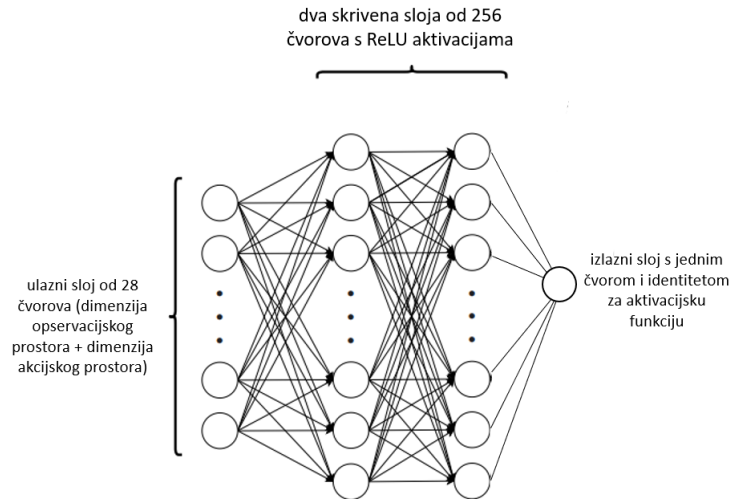 dva skrivena sloja od 256
čvorova s ReLU aktivacijama
ulazni sloj od 28
čvorova (dimenzija
opservacijskog
prostora + dimenzija
akcijskog prostora)
izlazni sloj s jednim
čvorom i identitetom
za aktivacijsku
funkciju